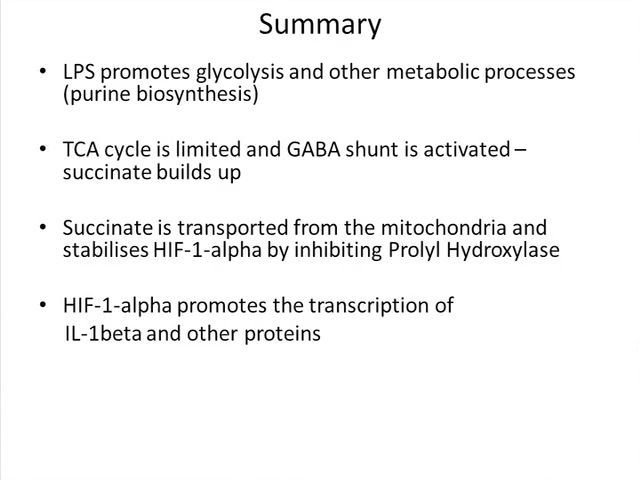 Summary
• LPS promotes glycolysis and other metabolic processes
(purine biosynthesis)
• TCA cycle is limited and GABA shunt is activated –
succinate builds up
• Succinate is transported from the mitochondria and
stabilises HIF-1-alpha by inhibiting Prolyl Hydroxylase
• HIF-1-alpha promotes the transcription of
IL-1beta and other proteins